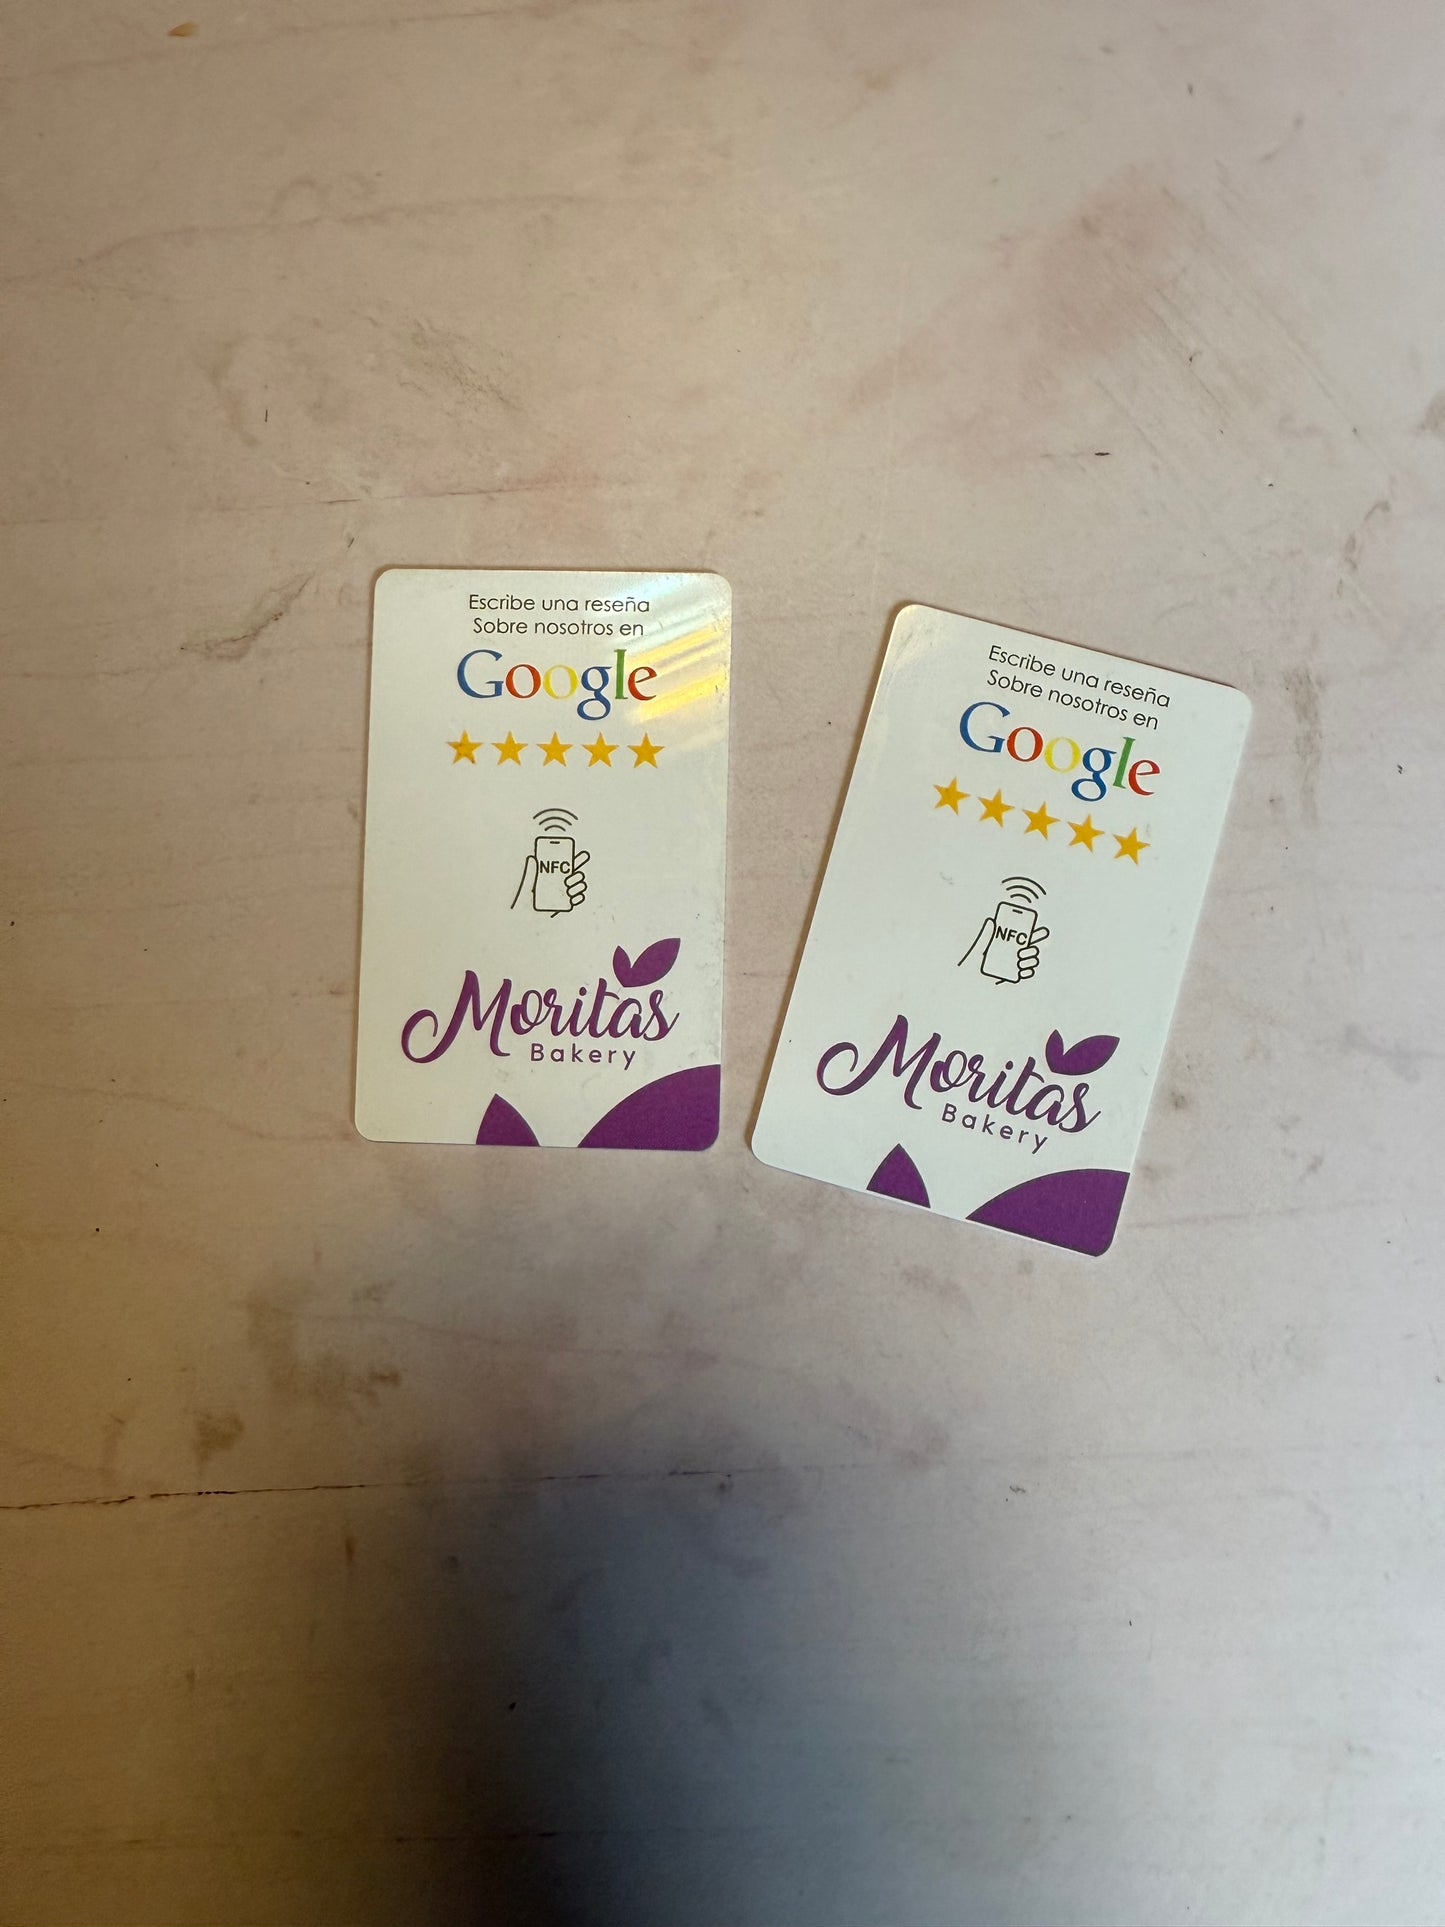 Escribe una reseña
Sobre nosotros en
Google
NFC
Moritas
Bakery
Escribe una reseña
Sobre nosotros en
Google
NFC
Moritas
Bakery